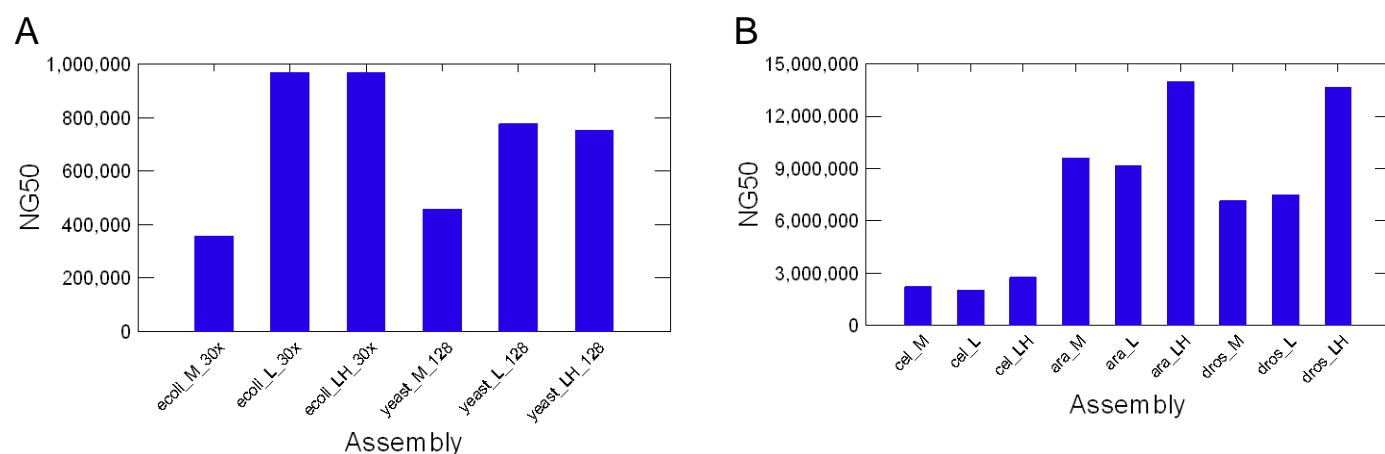 A
NG50
1,000,000
800,000
600,000
400,000
200,000
0
ecoli_M_30x
ecoli_L_30x
ecoli_LH_30x
yeast_M_128
yeast_L_128
yeast_LH_128
Assembly
B
NG50
15,000,000
12,000,000
9,000,000
6,000,000
3,000,000
0
cel_M
cel_L
cel_LH
ara_M
ara_L
ara_LH
dros_M
dros_L
dros_LH
Assembly